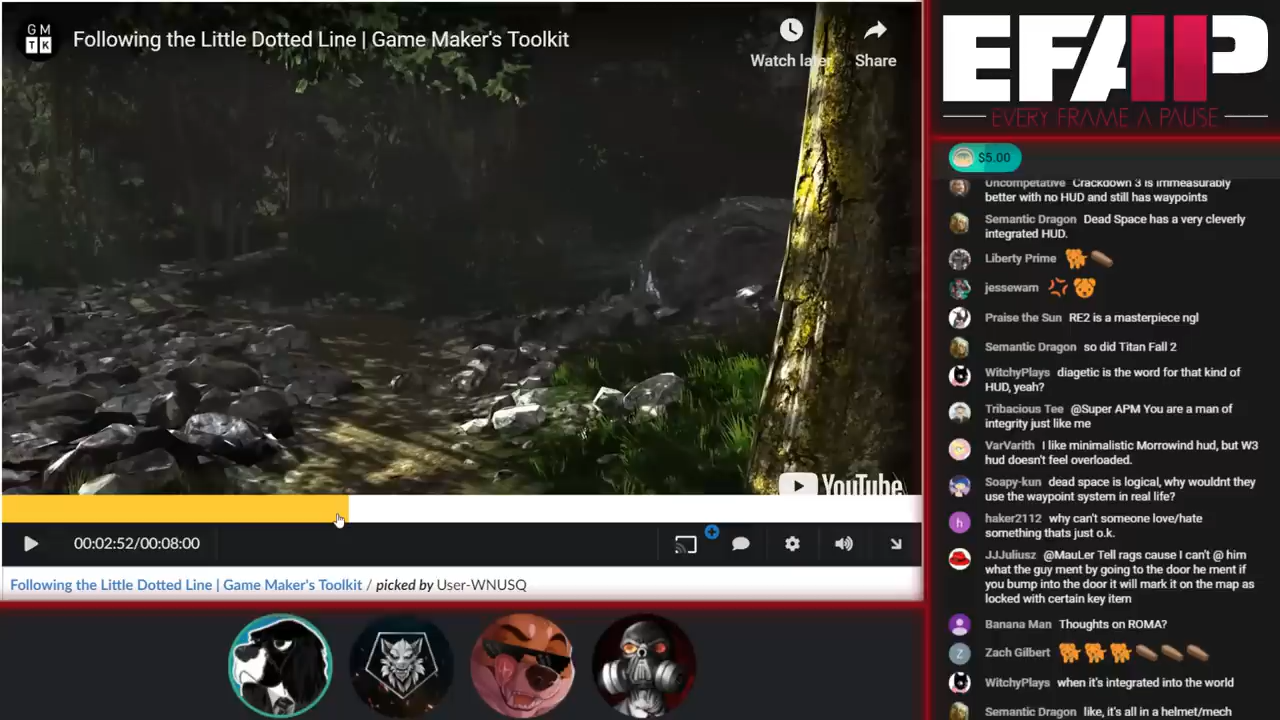 G M
T K
Following the Little Dotted Line | Game Maker's Toolkit
Watch later
Share
YouTube
00:02:52/00:08:00
Following the Little Dotted Line | Game Maker's Toolkit / picked by User-WNUSQ
EFAP
EVERY FRAME A PAUSE
$5.00
Uncompetative Crackdown 3 is immeasurably
better with no HUD and still has waypoints
Semantic Dragon Dead Space has a very cleverly
integrated HUD.
Liberty Prime
jessewam
Praise the Sun RE2 is a masterpiece ngl
Semantic Dragon so did Titan Fall 2
WitchyPlays diagetic is the word for that kind of
HUD, yeah?
Tribacious Tee @Super APM You are a man of
integrity just like me
VarVarith I like minimalistic Morrowind hud, but W3
hud doesn't feel overloaded.
Soapy-kun dead space is logical, why wouldnt they
use the waypoint system in real life?
h
haker2112 why can't someone love/hate
something thats just o.k.
JJJuliusz @MauLer Tell rags cause I can't @ him
what the guy ment by going to the door he ment if
you bump into the door it will mark it on the map as
locked with certain key item
Banana Man Thoughts on ROMA?
Z
Zach Gilbert
WitchyPlays when it's integrated into the world
Semantic Dragon like, it's all in a helmet/mech